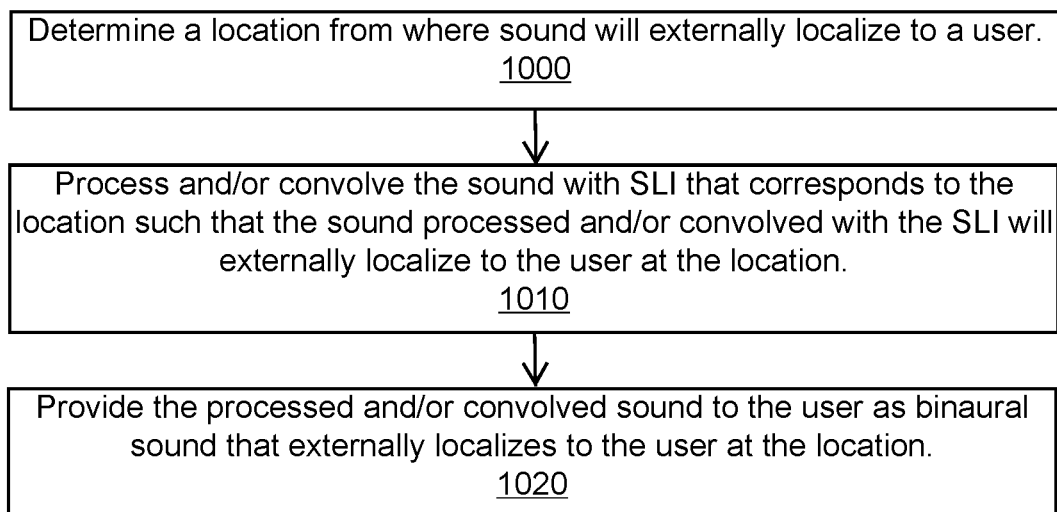 Determine a location from where sound will externally localize to a user.
1000
Process and/or convolve the sound with SLI that corresponds to the
location such that the sound processed and/or convolved with the SLI will
externally localize to the user at the location.
1010
Provide the processed and/or convolved sound to the user as binaural
sound that externally localizes to the user at the location.
1020